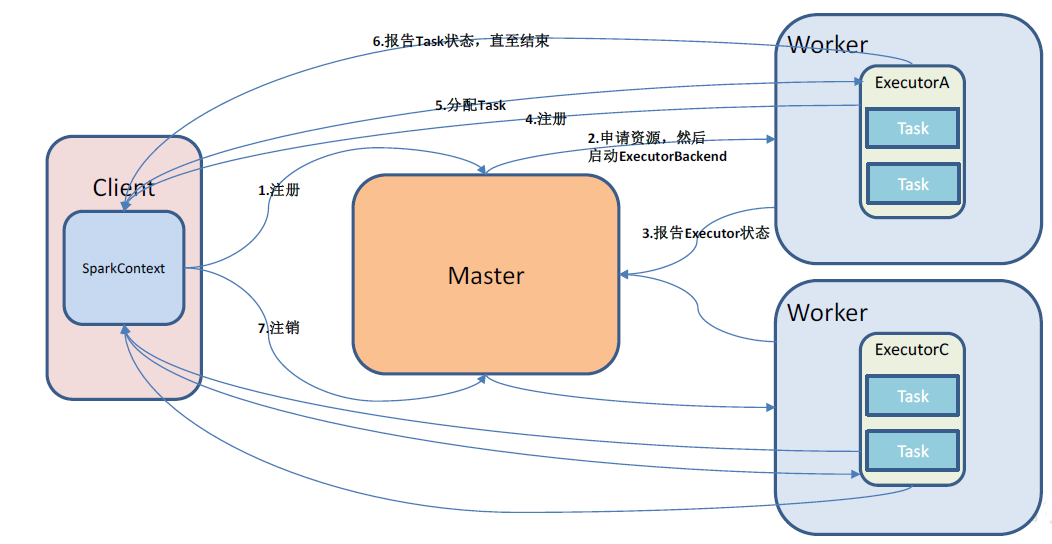 6.报告Task状态，直至结束
Worker
ExecutorA
5.分配Task
4.注册
Task
2.申请资源，然后
启动ExecutorBackend
Client
1.注册
Task
3.报告Executor状态
SparkContext
Master
7.注销
Worker
ExecutorC
Task
Task